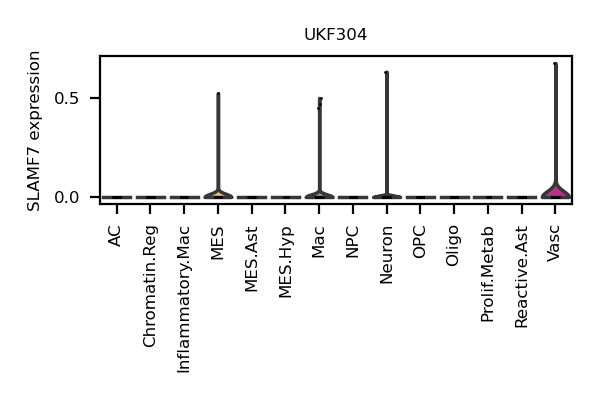 UKF304
SLAMF7 expression
0.5
0.0
AC
Chromatin.Reg
Inflammatory.Mac
MES
MES.Ast
MES.Hyp
Mac
NPC
Neuron
OPC
Oligo
Prolif.Metab
Reactive.Ast
Vasc